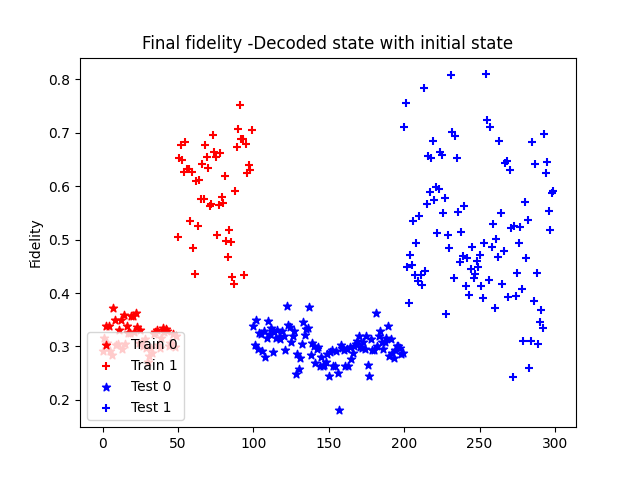 Final fidelity -Decoded state with initial state
Fidelity
0.8
0.7
0.6
0.5
0.4
0.3
0.2
Train 0
Train 1
Test 0
Test 1
0 50 100 150 200 250 300